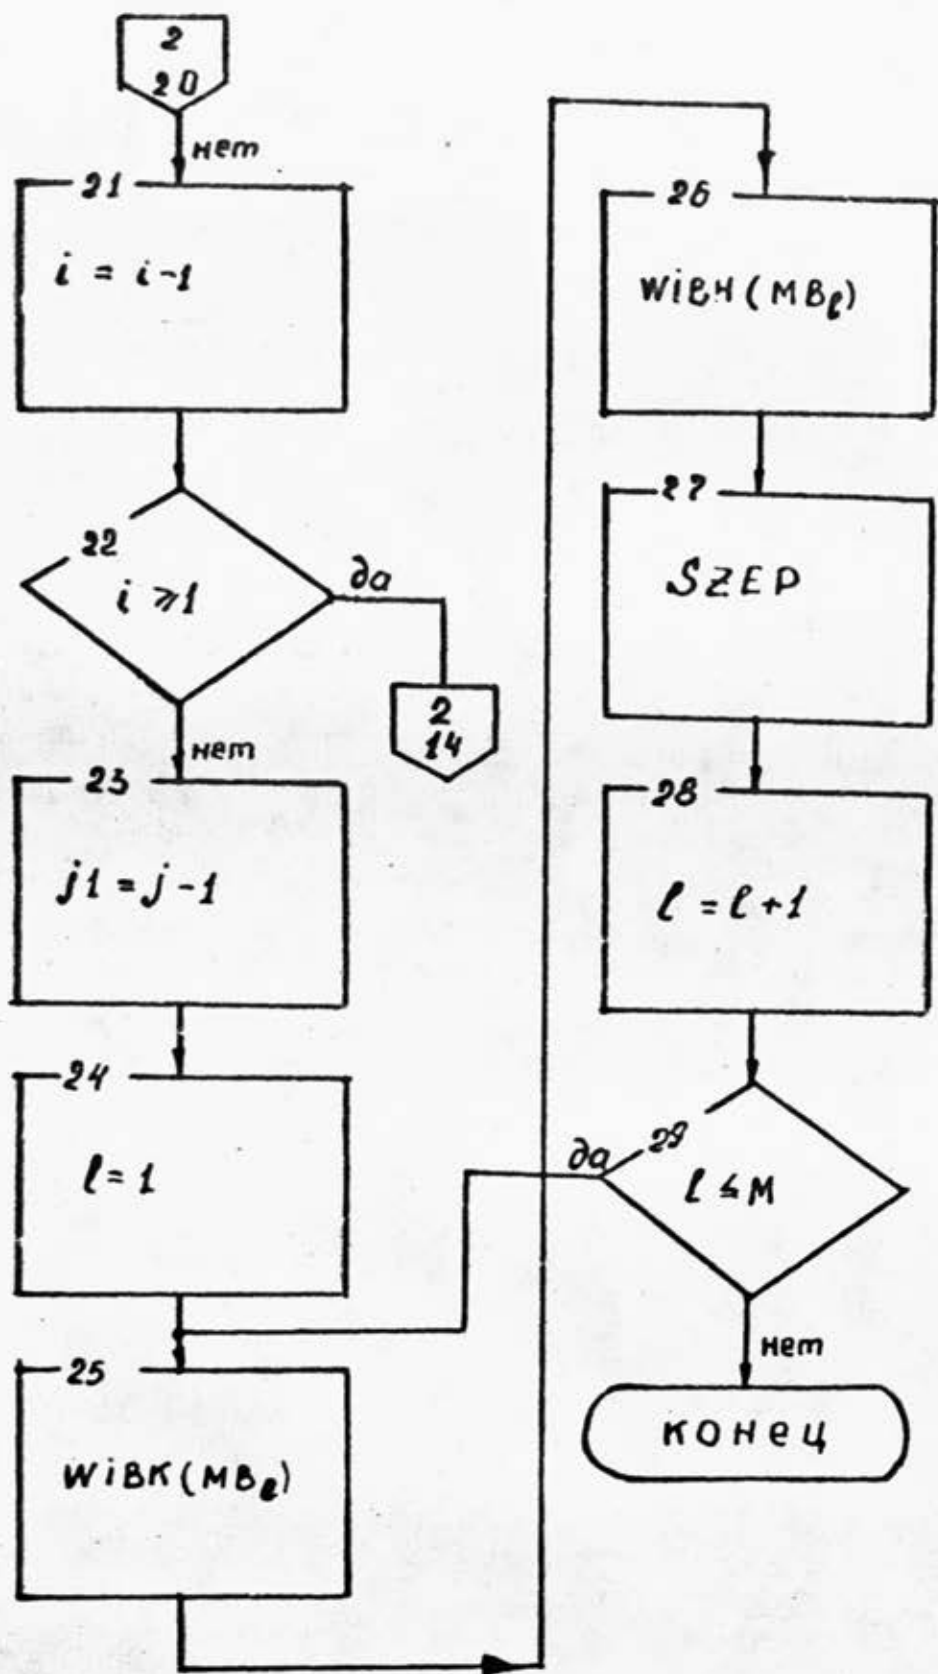 2
20
нет
21
i = i-1
22
i ⩾ 1
да
2
14
нет
23
j1 = j-1
24
l = 1
25
WiBK(MBl)
26
WiBH(MBl)
27
SZEP
28
l = l+1
29
да
l ≤ M
нет
конец